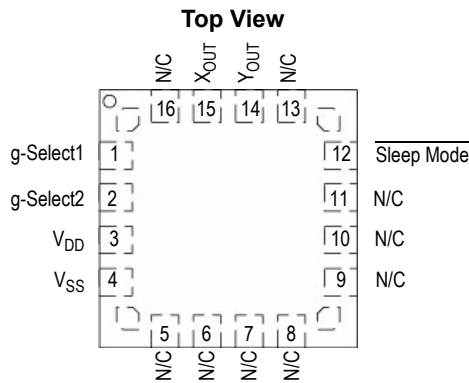 Top View
N/C
XOUT
YOUT
N/C
16 15 14 13
g-Select1 1
12 Sleep Mode
g-Select2 2
11 N/C
VDD 3
10 N/C
VSS 4
9 N/C
5 6 7 8
N/C
N/C
N/C
N/C